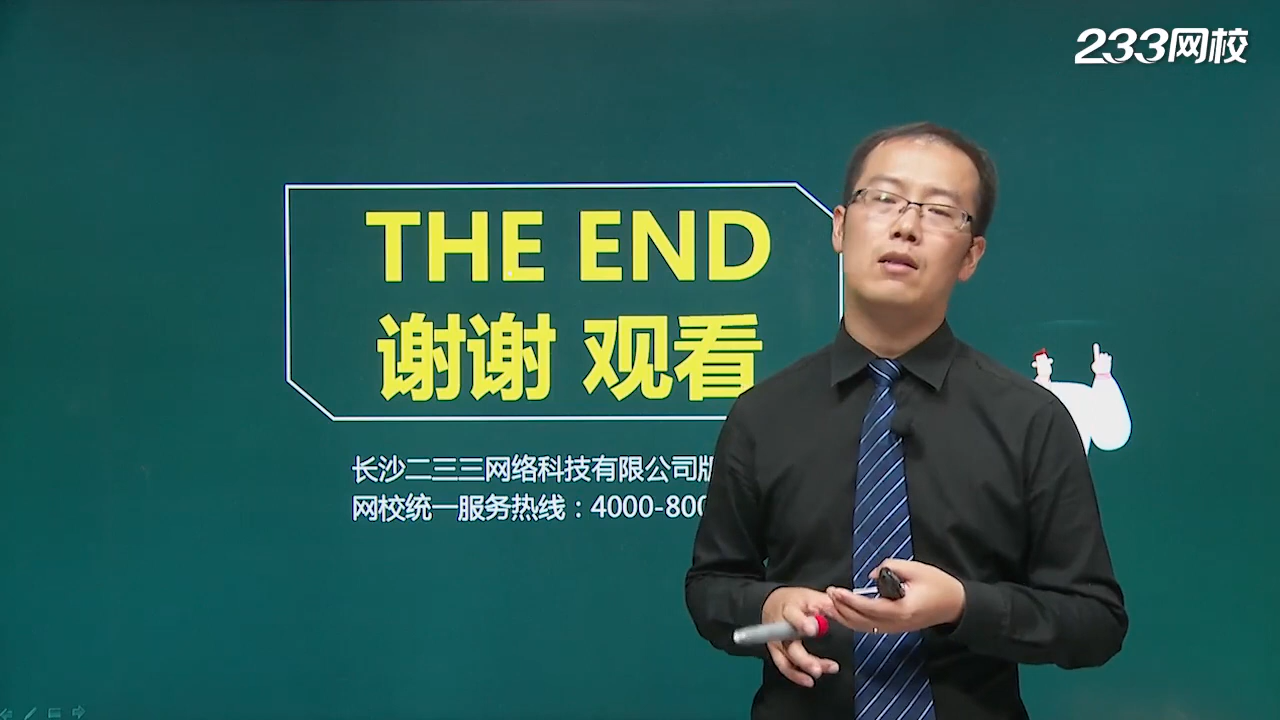 233网校
THE END
谢谢 观看
长沙二三三网络科技有限公司版
网校统一服务热线：4000-800